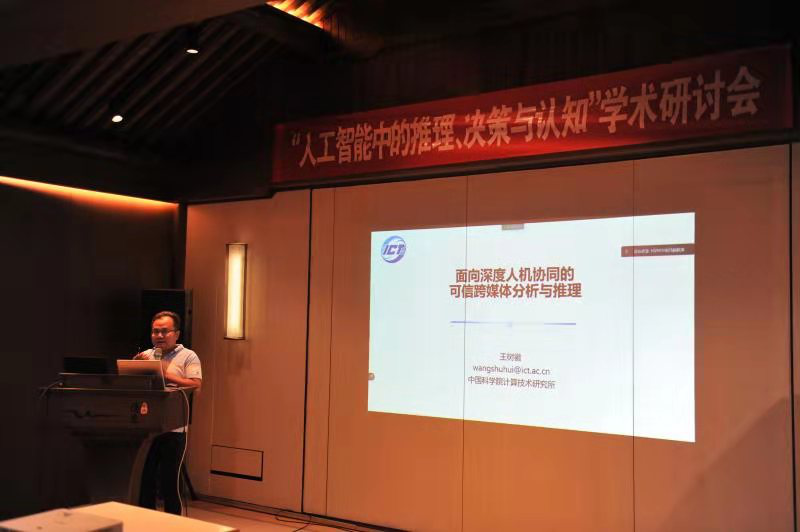 “人工智能中的推理、决策与认知”学术研讨会
ICT
面向深度人机协同的
可信跨媒体分析与推理
王树徽
wangshuhui@ict.ac.cn
中国科学院计算技术研究所